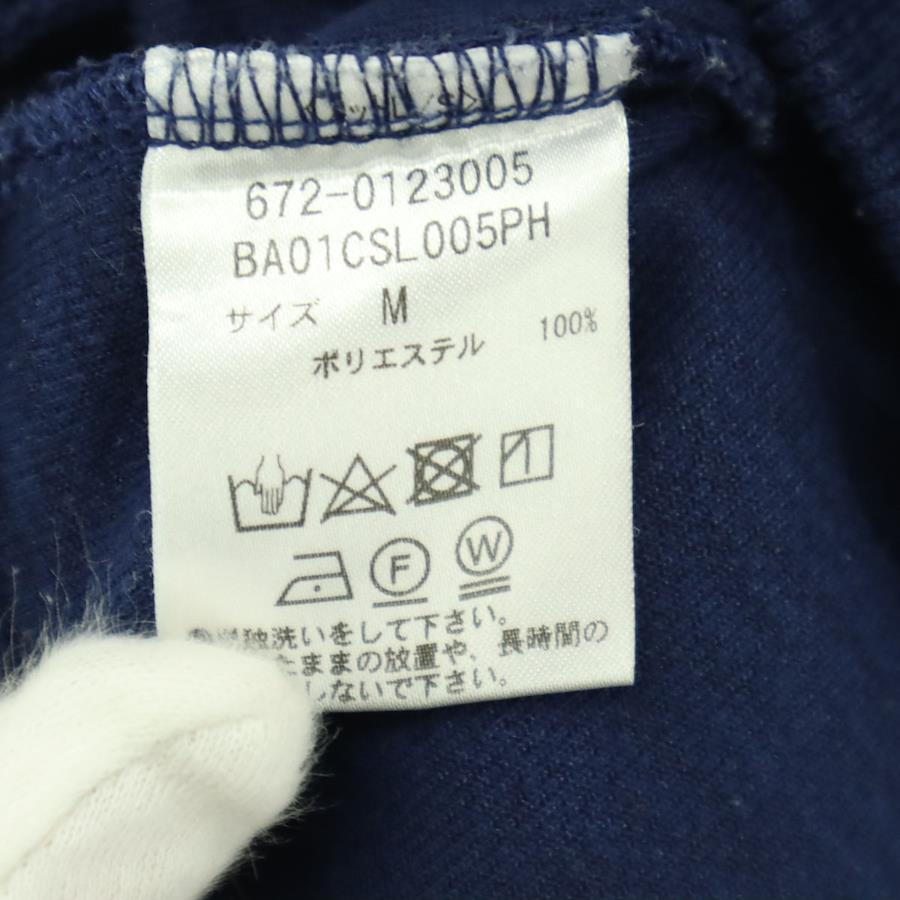 672-0123005
BA01CSL005PH
サイズ M
ポリエステル 100%
F W
単独洗いをして下さい。
たままの放置や、長時間の
しないで下さい。